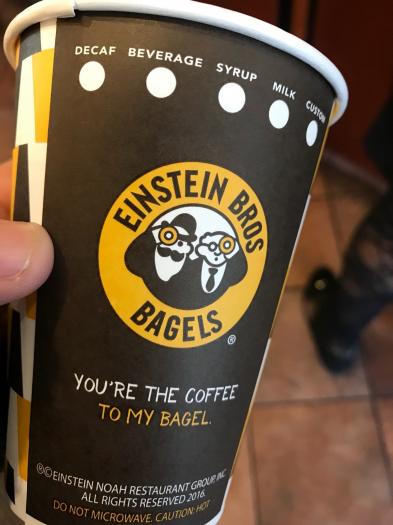 DECAF BEVERAGE SYRUP MILK CUSTOM
EINSTEIN BROS
BAGELS
®
YOU'RE THE COFFEE
TO MY BAGEL.
®©EINSTEIN NOAH RESTAURANT GROUP, INC.
ALL RIGHTS RESERVED 2016.
DO NOT MICROWAVE. CAUTION: HOT